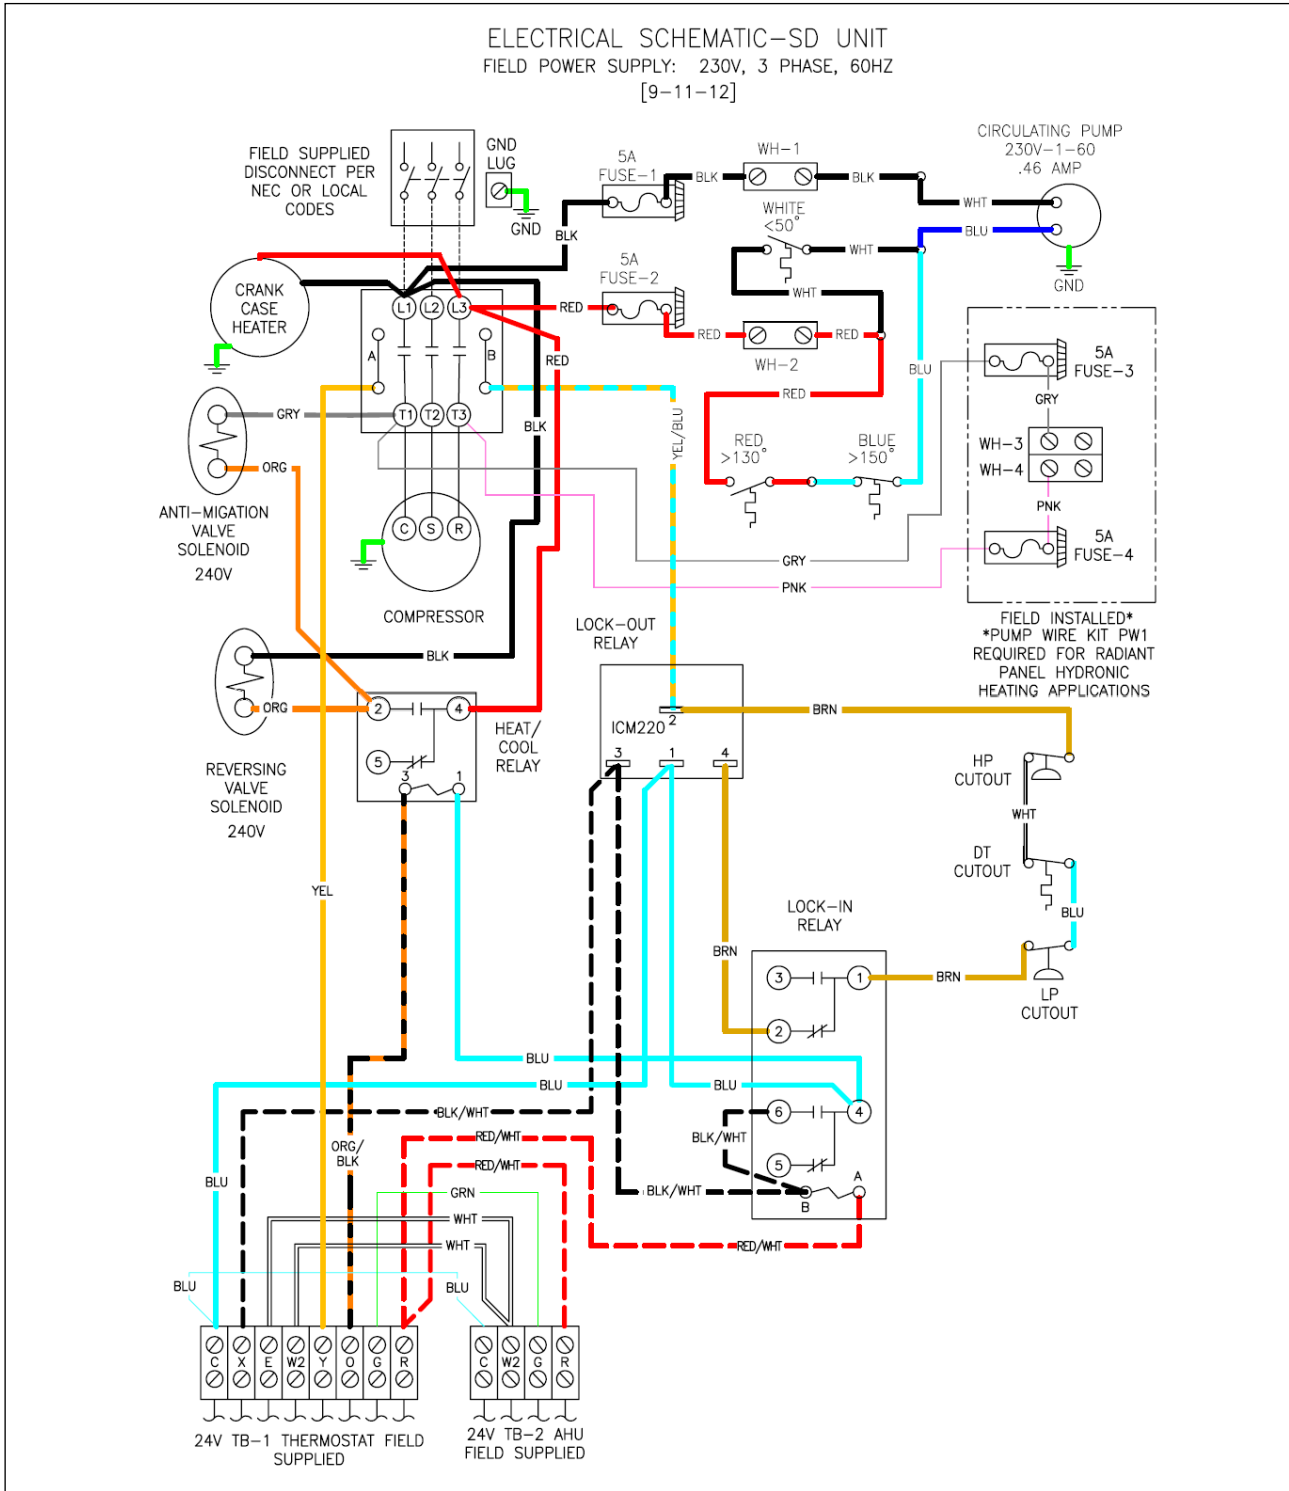 ELECTRICAL SCHEMATIC-SD UNIT
FIELD POWER SUPPLY: 230V, 3 PHASE, 60HZ
[9-11-12]
FIELD SUPPLIED
DISCONNECT PER
NEC OR LOCAL
CODES
GND
LUG
GND
BLK
5A
FUSE-1
BLK
WH-1
BLK
CIRCULATING PUMP
230V-1-60
.46 AMP
WHT
BLU
GND
WHITE
<50°
WHT
WHT
5A
FUSE-2
RED
RED
WH-2
RED
RED
BLU
CRANK
CASE
HEATER
L1
L2
L3
A
B
RED
T1
T2
T3
GRY
ORG
BLK
YEL/BLU
RED
>130°
BLUE
>150°
5A
FUSE-3
GRY
WH-3
WH-4
PNK
5A
FUSE-4
GRY
PNK
FIELD INSTALLED*
*PUMP WIRE KIT PW1
REQUIRED FOR RADIANT
PANEL HYDRONIC
HEATING APPLICATIONS
ANTI-MIGATION
VALVE
SOLENOID
240V
C
S
R
COMPRESSOR
BLK
ORG
REVERSING
VALVE
SOLENOID
240V
2
4
5
3
1
HEAT/
COOL
RELAY
LOCK-OUT
RELAY
2
ICM220
3
1
4
BRN
HP
CUTOUT
WHT
DT
CUTOUT
BLU
LP
CUTOUT
BRN
YEL
BRN
LOCK-IN
RELAY
3
1
2
6
4
5
A
B
BLU
BLU
BLU
BLK/WHT
BLK/WHT
BLK/WHT
ORG/
BLK
RED/WHT
RED/WHT
RED/WHT
GRN
WHT
WHT
BLU
BLU
BLU
C
X
E
W2
Y
O
G
R
C
W2
G
R
24V TB-1 THERMOSTAT FIELD
SUPPLIED
24V TB-2 AHU
FIELD SUPPLIED